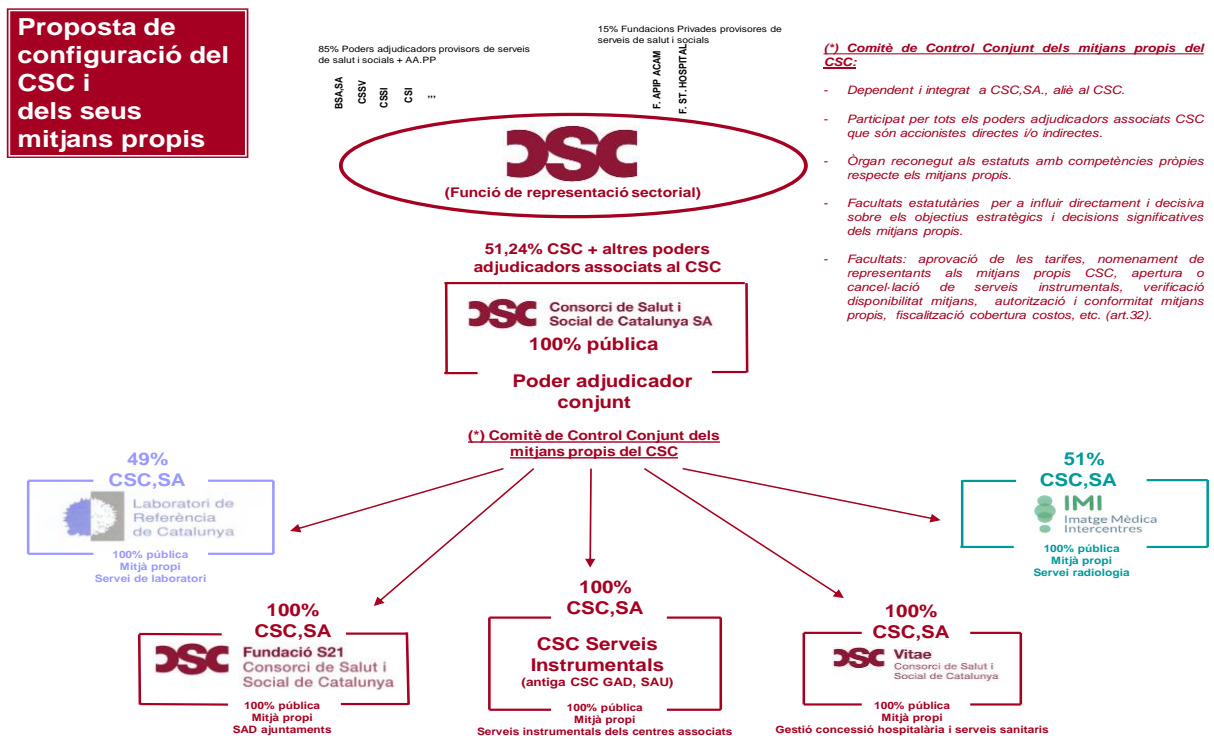 Proposta de
configuració del
CSC i
dels seus
mitjans propis
85% Poders adjudicadors provisors de serveis
de salut i socials + AA.PP
BSA,SA
CSSV
CSSI
CSI
,,,
15% Fundacions Privades provisores de
serveis de salut i socials
F. APIP ACAM
F. ST. HOSPITAL
CSC
(Funció de representació sectorial)
(*) Comitè de Control Conjunt dels mitjans propis del
CSC:
- Dependent i integrat a CSC,SA., aliè al CSC.
- Participat per tots els poders adjudicadors associats CSC
que són accionistes directes i/o indirectes.
- Òrgan reconegut als estatuts amb competències pròpies
respecte els mitjans propis.
- Facultats estatutàries per a influir directament i decisiva
sobre els objectius estratègics i decisions significatives
dels mitjans propis.
- Facultats: aprovació de les tarifes, nomenament de
representants als mitjans propis CSC, apertura o
cancel·lació de serveis instrumentals, verificació
disponibilitat mitjans, autorització i conformitat mitjans
propis, fiscalització cobertura costos, etc. (art.32).
51,24% CSC + altres poders
adjudicadors associats al CSC
CSC Consorci de Salut i
Social de Catalunya SA
100% pública
Poder adjudicador
conjunt
(*) Comitè de Control Conjunt dels
mitjans propis del CSC
49%
CSC,SA
Laboratori de
Referència
de Catalunya
100% pública
Mitjà propi
Servei de laboratori
51%
CSC,SA
IMI
Imatge Mèdica
Intercentres
100% pública
Mitjà propi
Servei radiologia
100%
CSC,SA
CSC Fundació S21
Consorci de Salut i
Social de Catalunya
100% pública
Mitjà propi
SAD ajuntaments
100%
CSC,SA
CSC Serveis
Instrumentals
(antiga CSC GAD, SAU)
100% pública
Mitjà propi
Serveis instrumentals dels centres associats
100%
CSC,SA
CSC Vitae
Consorci de Salut i
Social de Catalunya
100% pública
Mitjà propi
Gestió concessió hospitalària i serveis sanitaris